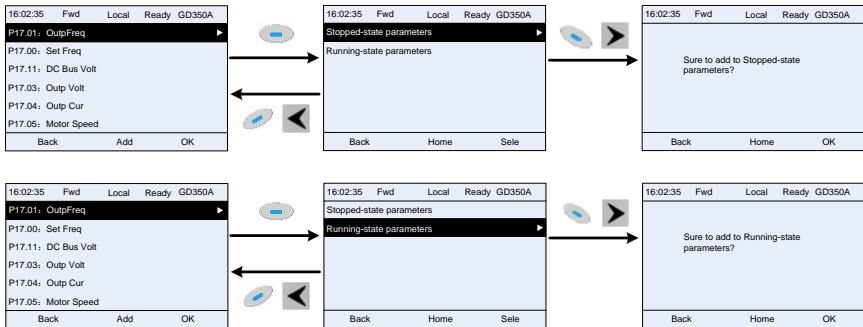 16:02:35 Fwd Local Ready GD350A
P17.01: OutpFreq
P17.00: Set Freq
P17.11: DC Bus Volt
P17.03: Outp Volt
P17.04: Outp Cur
P17.05: Motor Speed
Back Add OK
16:02:35 Fwd Local Ready GD350A
Stopped-state parameters
Running-state parameters
Back Home Sele
16:02:35 Fwd Local Ready GD350A
Sure to add to Stopped-state
parameters?
Back Home OK
16:02:35 Fwd Local Ready GD350A
P17.01: OutpFreq
P17.00: Set Freq
P17.11: DC Bus Volt
P17.03: Outp Volt
P17.04: Outp Cur
P17.05: Motor Speed
Back Add OK
16:02:35 Fwd Local Ready GD350A
Stopped-state parameters
Running-state parameters
Back Home Sele
16:02:35 Fwd Local Ready GD350A
Sure to add to Running-state
parameters?
Back Home OK